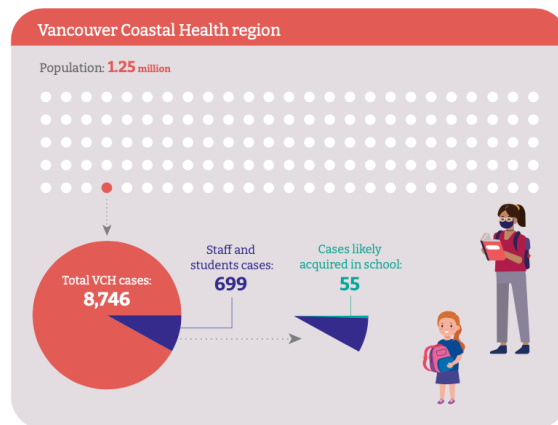 Vancouver Coastal Health region
Population: 1.25 million
Total VCH cases:
8,746
Staff and
students cases:
699
Cases likely
acquired in school:
55